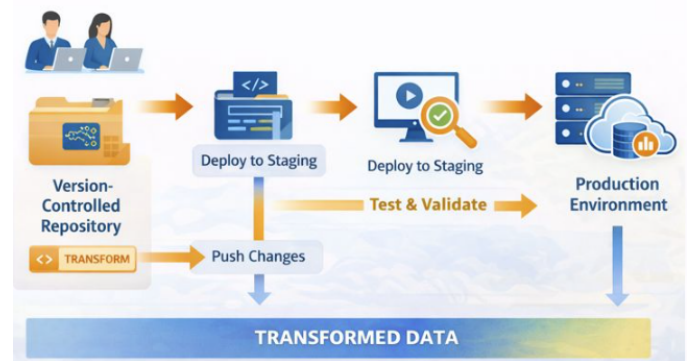 </>
Deploy to Staging
Deploy to Staging
Version-
Controlled
Repository
Production
Environment
Test & Validate
<> TRANSFORM
Push Changes
TRANSFORMED DATA